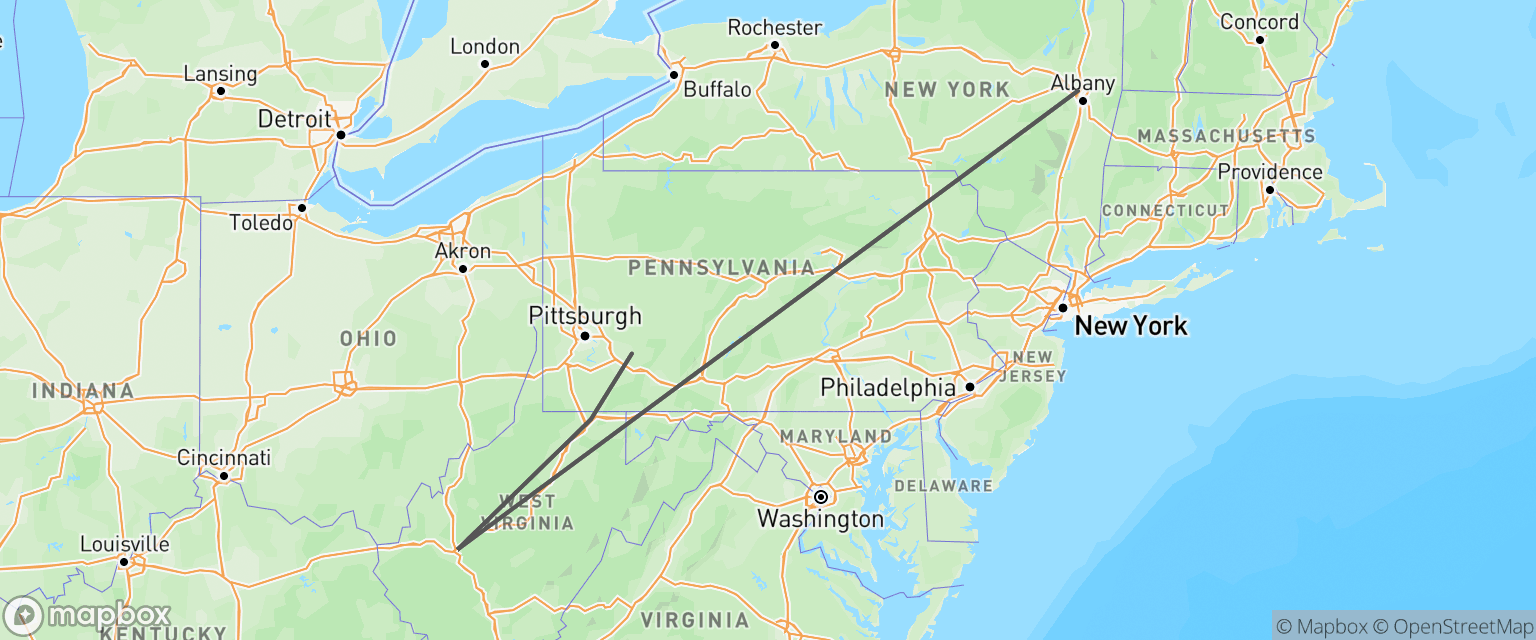 Concord
Rochester
London
Lansing
Albany
Buffalo
NEW YORK
Detroit
MASSACHUSETTS
Providence
CONNECTICUT
Toledo
Akron
PENNSYLVANIA
Pittsburgh
New York
OHIO
NEW
JERSEY
INDIANA
Philadelphia
MARYLAND
Cincinnati
DELAWARE
WEST
VIRGINIA
Washington
Louisville
mapbox
VIRGINIA
KENTUCKY
© Mapbox © OpenStreetMap